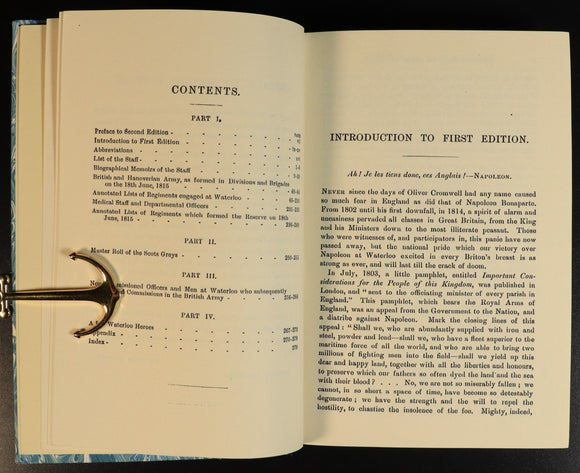 CONTENTS.
PART I.
Preface to Second Edition
Introduction to First Edition
Abbreviations
List of the Staff
Biographical Memoirs of the Staff
British and Hanoverian Army, as formed in Divisions and Brigades
on the 18th June, 1815
Annotated Lists of Regiments engaged at Waterloo
Medical Staff and Departmental Officers
Annotated Lists of Regiments which formed the Reserve on 18th
June, 1815
PART II.
Muster Roll of the Scots Greys
PART III.
Officers and Men at Waterloo who subsequently
Commissions in the British Army
PART IV.
A Waterloo Heroes 267-373
Appendix
Index 379
INTRODUCTION TO FIRST EDITION.
Ah! Je les tiens donc, ces Anglais!—NAPOLEON.
NEVER since the days of Oliver Cromwell had any name caused
so much fear in England as did that of Napoleon Bonaparte.
From 1802 until his first downfall, in 1814, a spirit of alarm and
uneasiness pervaded all classes in Great Britain, from the King
and his Ministers down to the most illiterate peasant. Those
who were witnesses of, and participators in, this panic have now
passed away, but the national pride which victory over
Napoleon at Waterloo excited in every Briton's breast is as
strong as ever, and will last till the crack of doom.
In July, 1803, a little pamphlet, entitled Important Con-
siderations for the People of this Kingdom, was published in
London, and "sent to the officiating minister of every parish in
England." This pamphlet, which bears the Royal Arms of
England, was an appeal from the Government to the Nation, and
a diatribe against Napoleon. Mark the closing lines of this
appeal: "Shall we, who are abundantly supplied with iron and
steel, powder and lead—shall we, who have a fleet superior to the
maritime force of all the world, and who are able to bring two
millions of fighting men into the field—shall we yield up this
dear and happy land, together with all the liberties and honours,
to preserve which our fathers so often dyed the land and the sea
with their blood? . . . . No, we are not so miserably fallen; we
cannot, in so short a space of time, have become so detestably
degenerate; we have the strength and the will to repel the
hostility, to chastise the insolence of the foe. Mighty, indeed,